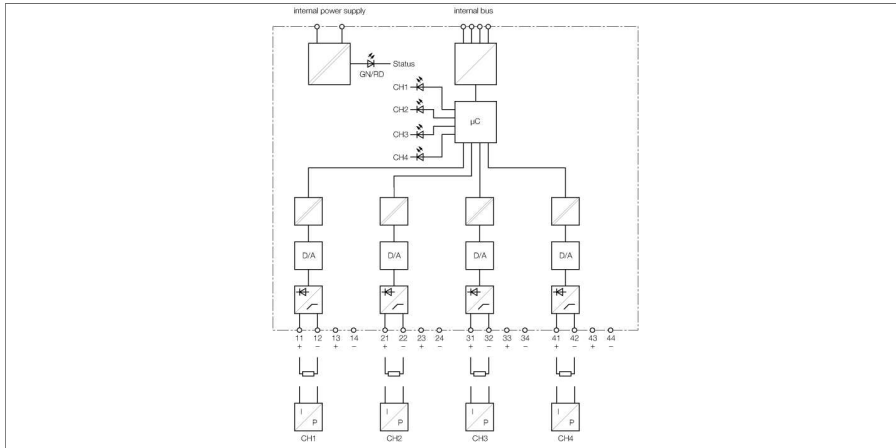 internal power supply internal bus
Status
GN/RD
CH1
CH2
µC
CH3
CH4
D/A D/A D/A D/A
11 12 13 14 21 22 23 24 31 32 33 34 41 42 43 44
+ – + – + – + – + – + – + – + –
I I I I
P P P P
CH1 CH2 CH3 CH4